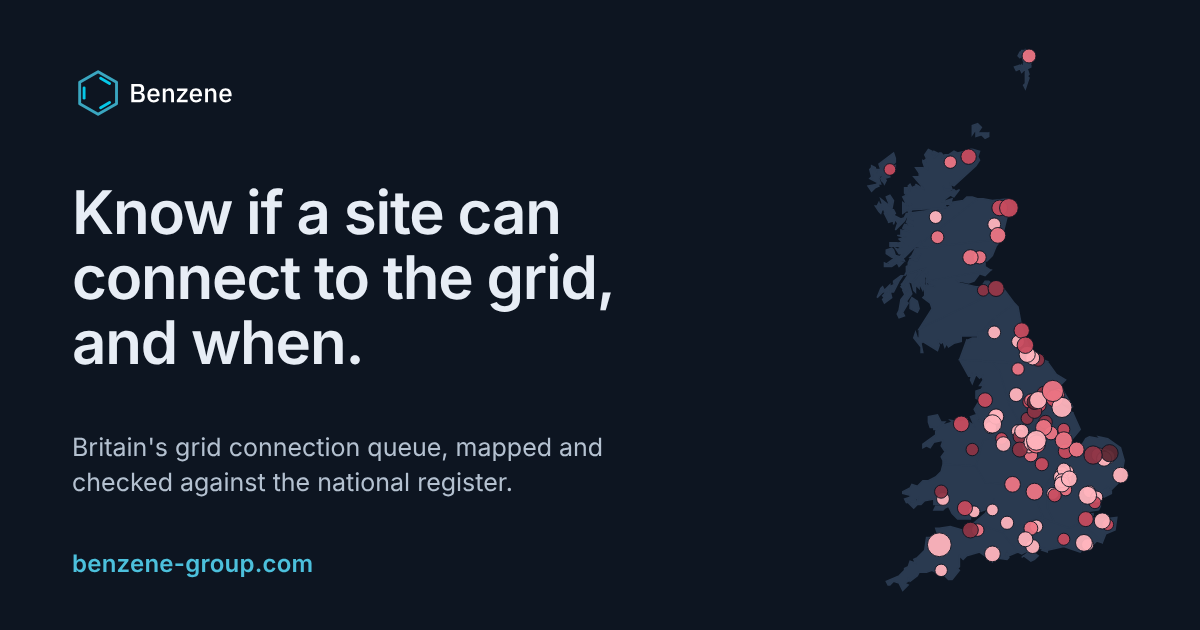 Benzene
Know if a site can
connect to the grid,
and when.
Britain's grid connection queue, mapped and
checked against the national register.
benzene-group.com